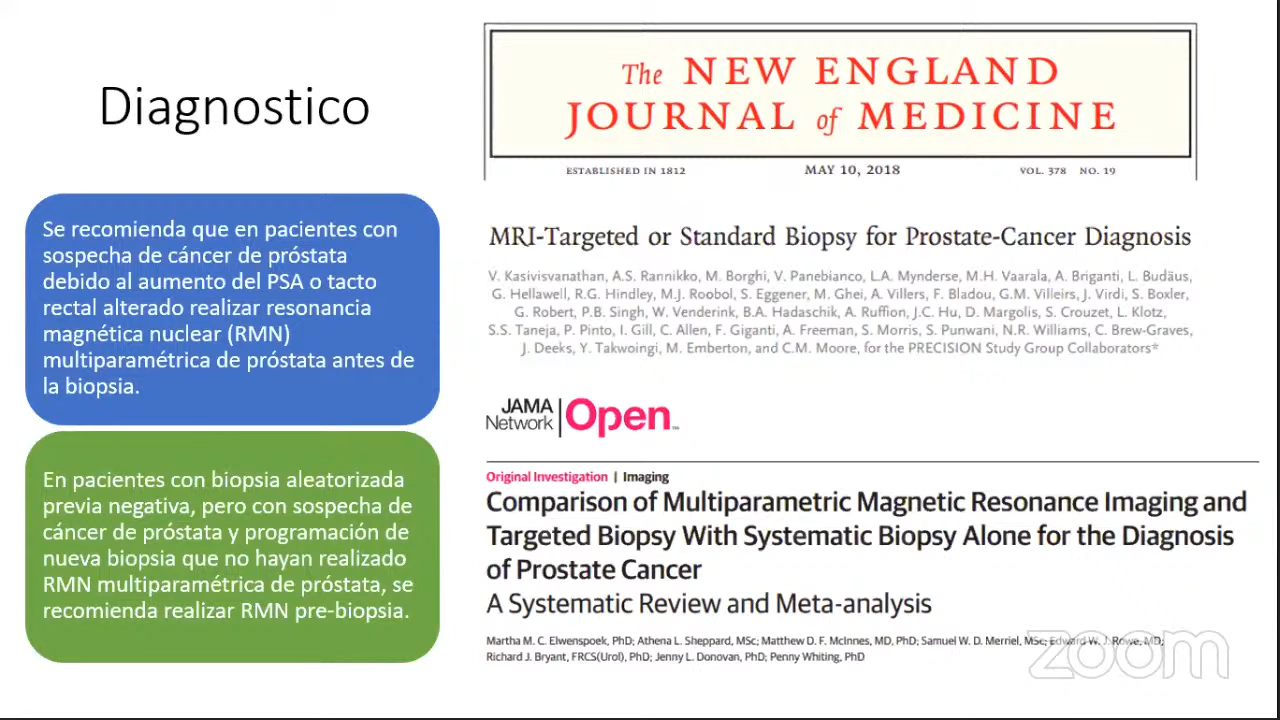 Diagnostico
Se recomienda que en pacientes con
sospecha de cáncer de próstata
debido al aumento del PSA o tacto
rectal alterado realizar resonancia
magnética nuclear (RMN)
multiparamétrica de próstata antes de
la biopsia.
En pacientes con biopsia aleatorizada
previa negativa, pero con sospecha de
cáncer de próstata y programación de
nueva biopsia que no hayan realizado
RMN multiparamétrica de próstata, se
recomienda realizar RMN pre-biopsia.
The NEW ENGLAND
JOURNAL of MEDICINE
ESTABLISHED IN 1812 MAY 10, 2018 VOL. 378 NO. 19
MRI-Targeted or Standard Biopsy for Prostate-Cancer Diagnosis
V. Kasivisvanathan, A.S. Rannikko, M. Borghi, V. Panebianco, L.A. Mynderse, M.H. Vaarala, A. Briganti, L. Budäus,
G. Hellawell, R.G. Hindley, M.J. Roobol, S. Eggener, M. Ghei, A. Villers, F. Bladou, G.M. Villeirs, J. Virdi, S. Boxler,
G. Robert, P.B. Singh, W. Venderink, B.A. Hadaschik, A. Ruffion, J.C. Hu, D. Margolis, S. Crouzet, L. Klotz,
S.S. Taneja, P. Pinto, I. Gill, C. Allen, F. Giganti, A. Freeman, S. Morris, S. Punwani, N.R. Williams, C. Brew-Graves,
J. Deeks, Y. Takwoingi, M. Emberton, and C.M. Moore, for the PRECISION Study Group Collaborators*
JAMA Network Open™
Original Investigation | Imaging
Comparison of Multiparametric Magnetic Resonance Imaging and
Targeted Biopsy With Systematic Biopsy Alone for the Diagnosis
of Prostate Cancer
A Systematic Review and Meta-analysis
Martha M. C. Elwenspoek, PhD; Athena L. Sheppard, MSc; Matthew D. F. McInnes, MD, PhD; Samuel W. D. Merriel, MSc; Edward W. J. Rowe, MD;
Richard J. Bryant, FRCS(Urol), PhD; Jenny L. Donovan, PhD; Penny Whiting, PhD
zoom